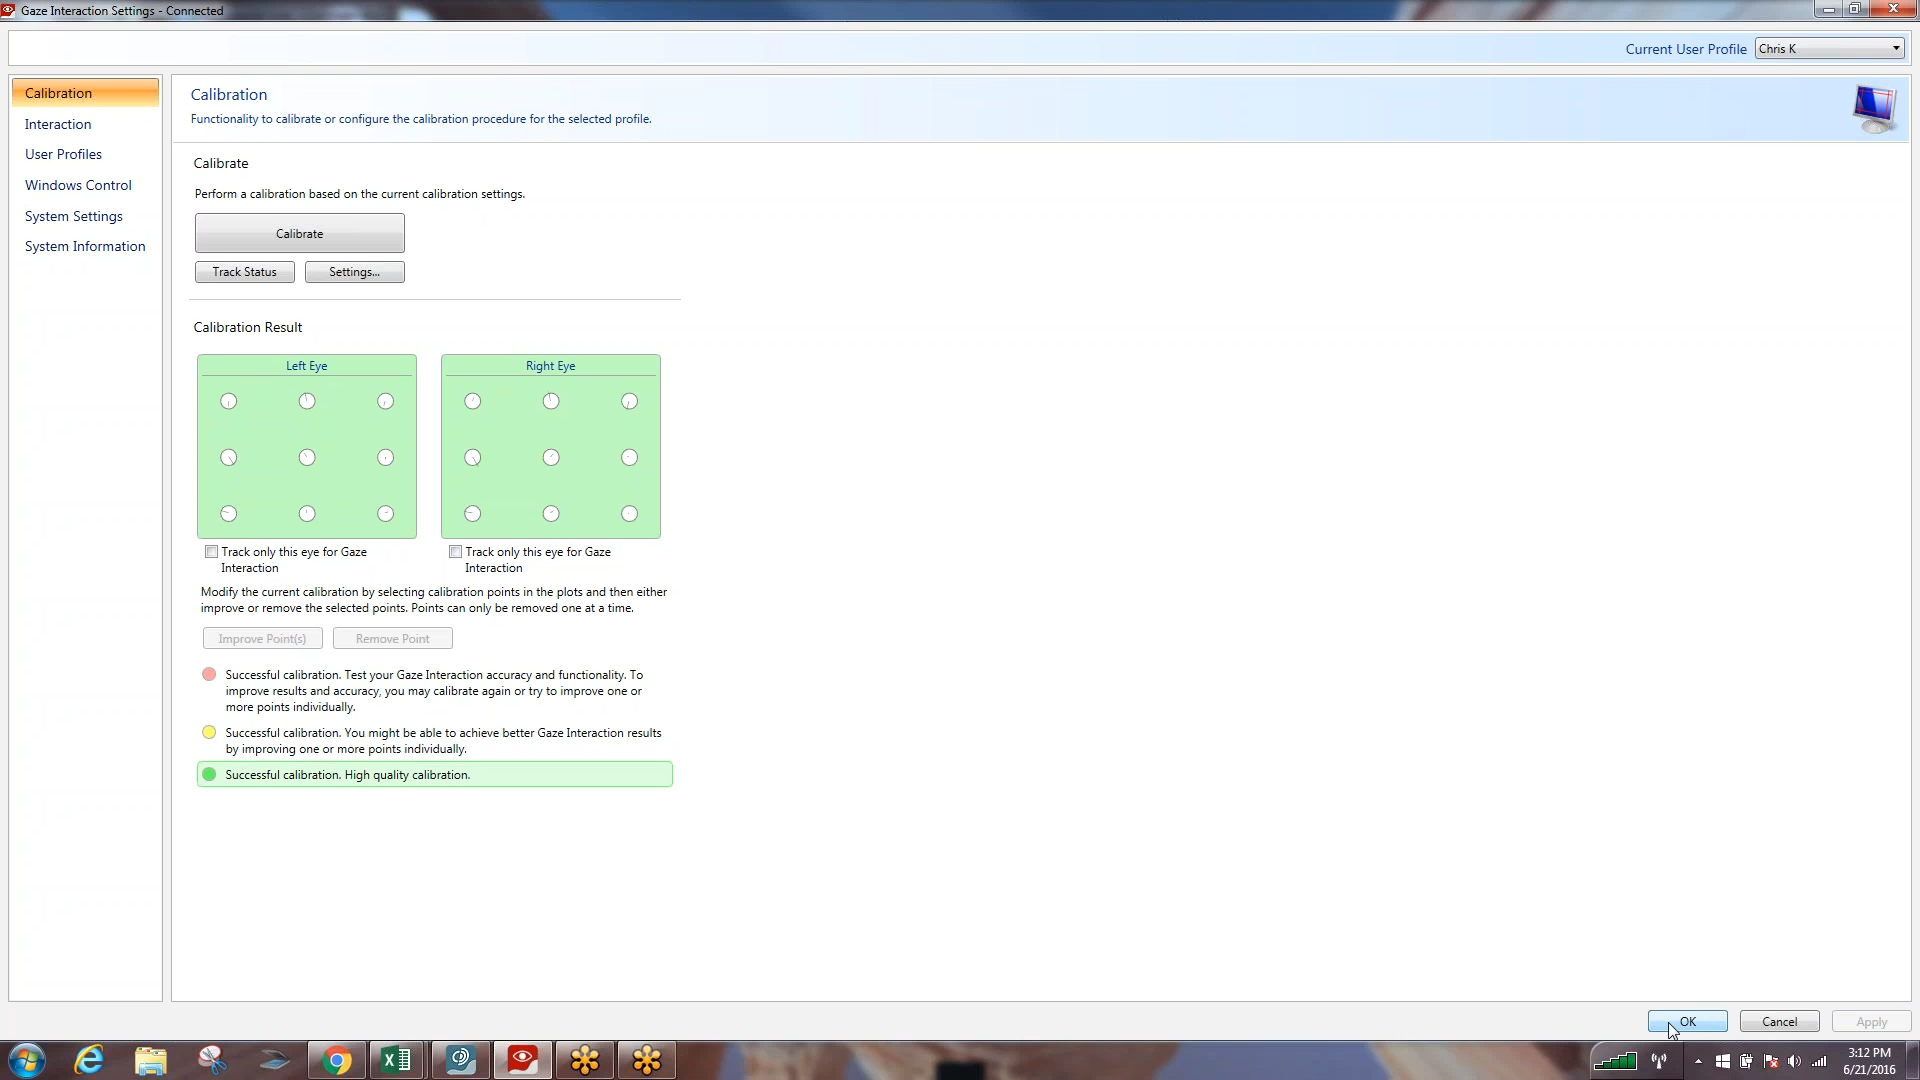 Gaze Interaction Settings - Connected
Current User Profile Chris K
Calibration
Interaction
User Profiles
Windows Control
System Settings
System Information
Calibration
Functionality to calibrate or configure the calibration procedure for the selected profile.
Calibrate
Perform a calibration based on the current calibration settings.
Calibrate
Track Status Settings...
Calibration Result
Left Eye Right Eye
Track only this eye for Gaze
Interaction
Track only this eye for Gaze
Interaction
Modify the current calibration by selecting calibration points in the plots and then either
improve or remove the selected points. Points can only be removed one at a time.
Improve Point(s) Remove Point
Successful calibration. Test your Gaze Interaction accuracy and functionality. To
improve results and accuracy, you may calibrate again or try to improve one or
more points individually.
Successful calibration. You might be able to achieve better Gaze Interaction results
by improving one or more points individually.
Successful calibration. High quality calibration.
OK Cancel Apply
3:12 PM
6/21/2016